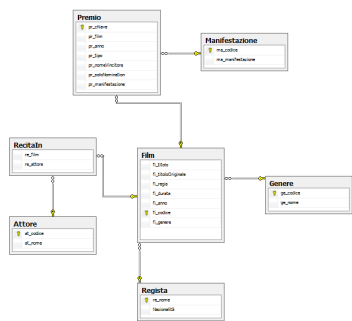 Premio
pr_chiave
pr_film
pr_anno
pr_tipo
pr_nomeVincitore
pr_soloNomination
pr_manifestazione
Manifestazione
ma_codice
ma_manifestazione
RecitaIn
re_film
re_attore
Film
fi_titolo
fi_titoloOriginale
fi_regia
fi_durata
fi_anno
fi_codice
fi_genere
Genere
ge_codice
ge_nome
Attore
at_codice
at_nome
Regista
re_nome
Nazionalità